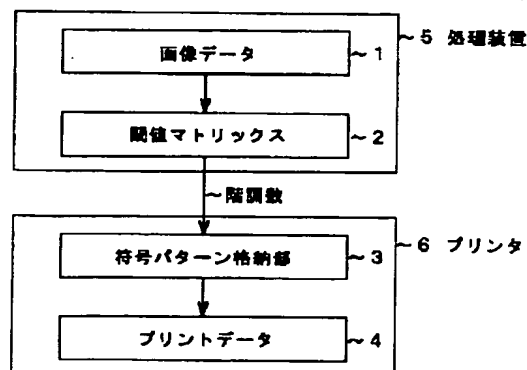 ~5 処理装置
画像データ ~1
閾値マトリックス ~2
~階調数
~6 プリンタ
符号パターン格納部 ~3
プリントデータ ~4